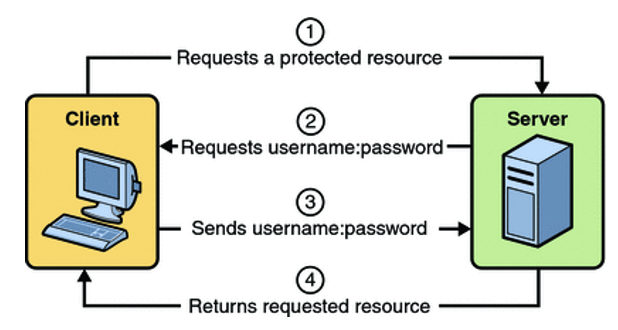 1
Requests a protected resource
Client
Server
2
Requests username:password
3
Sends username:password
4
Returns requested resource